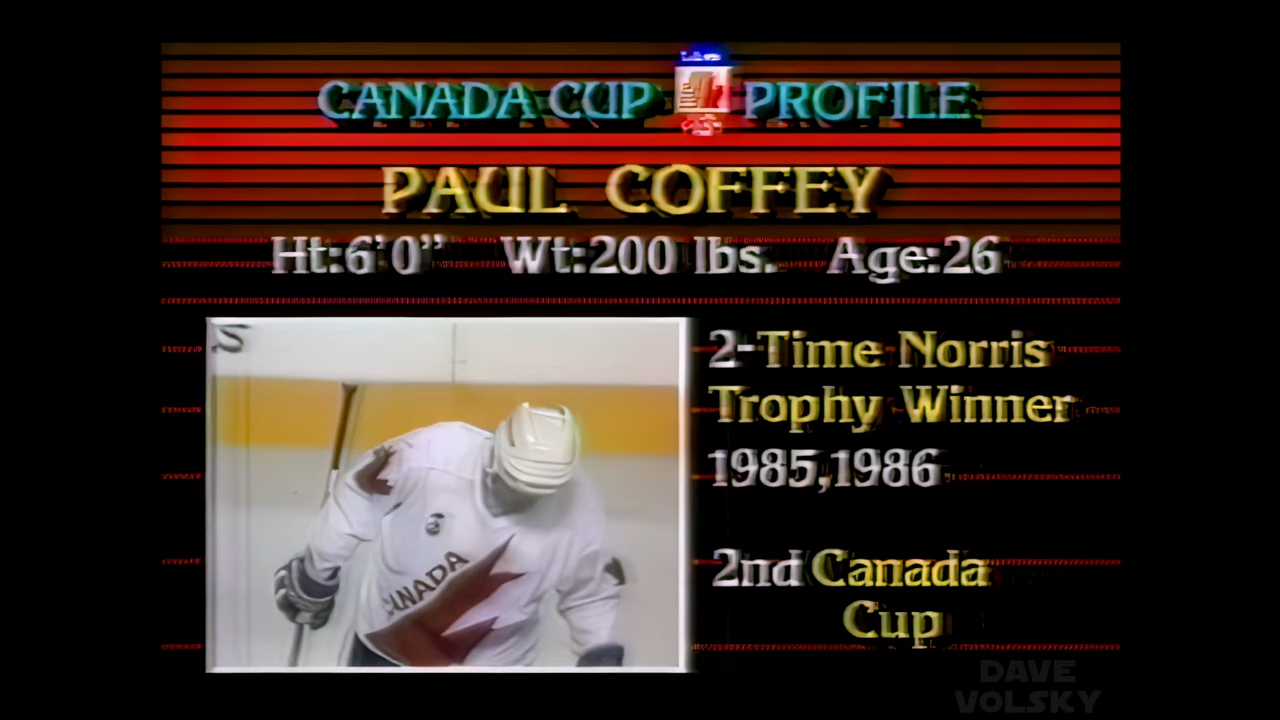 CANADA CUP PROFILE
PAUL COFFEY
Ht:6'0" Wt:200 lbs. Age:26
2-Time Norris
Trophy Winner
1985,1986
2nd Canada
Cup
S
CANADA
DAVE
VOLSKY